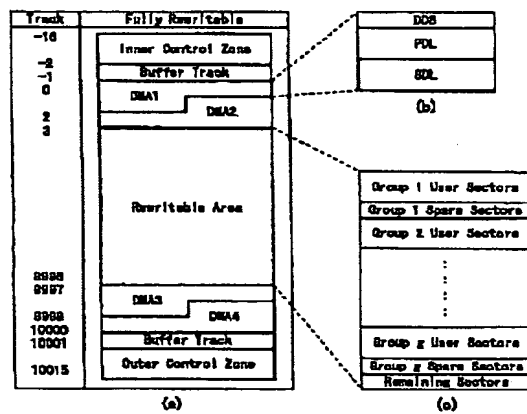 Track Fully Rewritable
-16
Inner Control Zone
-2
Buffer Track
-1
0
DMA1
DMA2
2
3
Rewritable Area
9996
9997
DMA3
9999
DMA4
10000
Buffer Track
10001
Outer Control Zone
10015
(a)
DDS
PDL
SDL
(b)
Group 1 User Sectors
Group 1 Spare Sectors
Group 2 User Sectors
Group g User Sectors
Group g Spare Sectors
Remaining Sectors
(c)